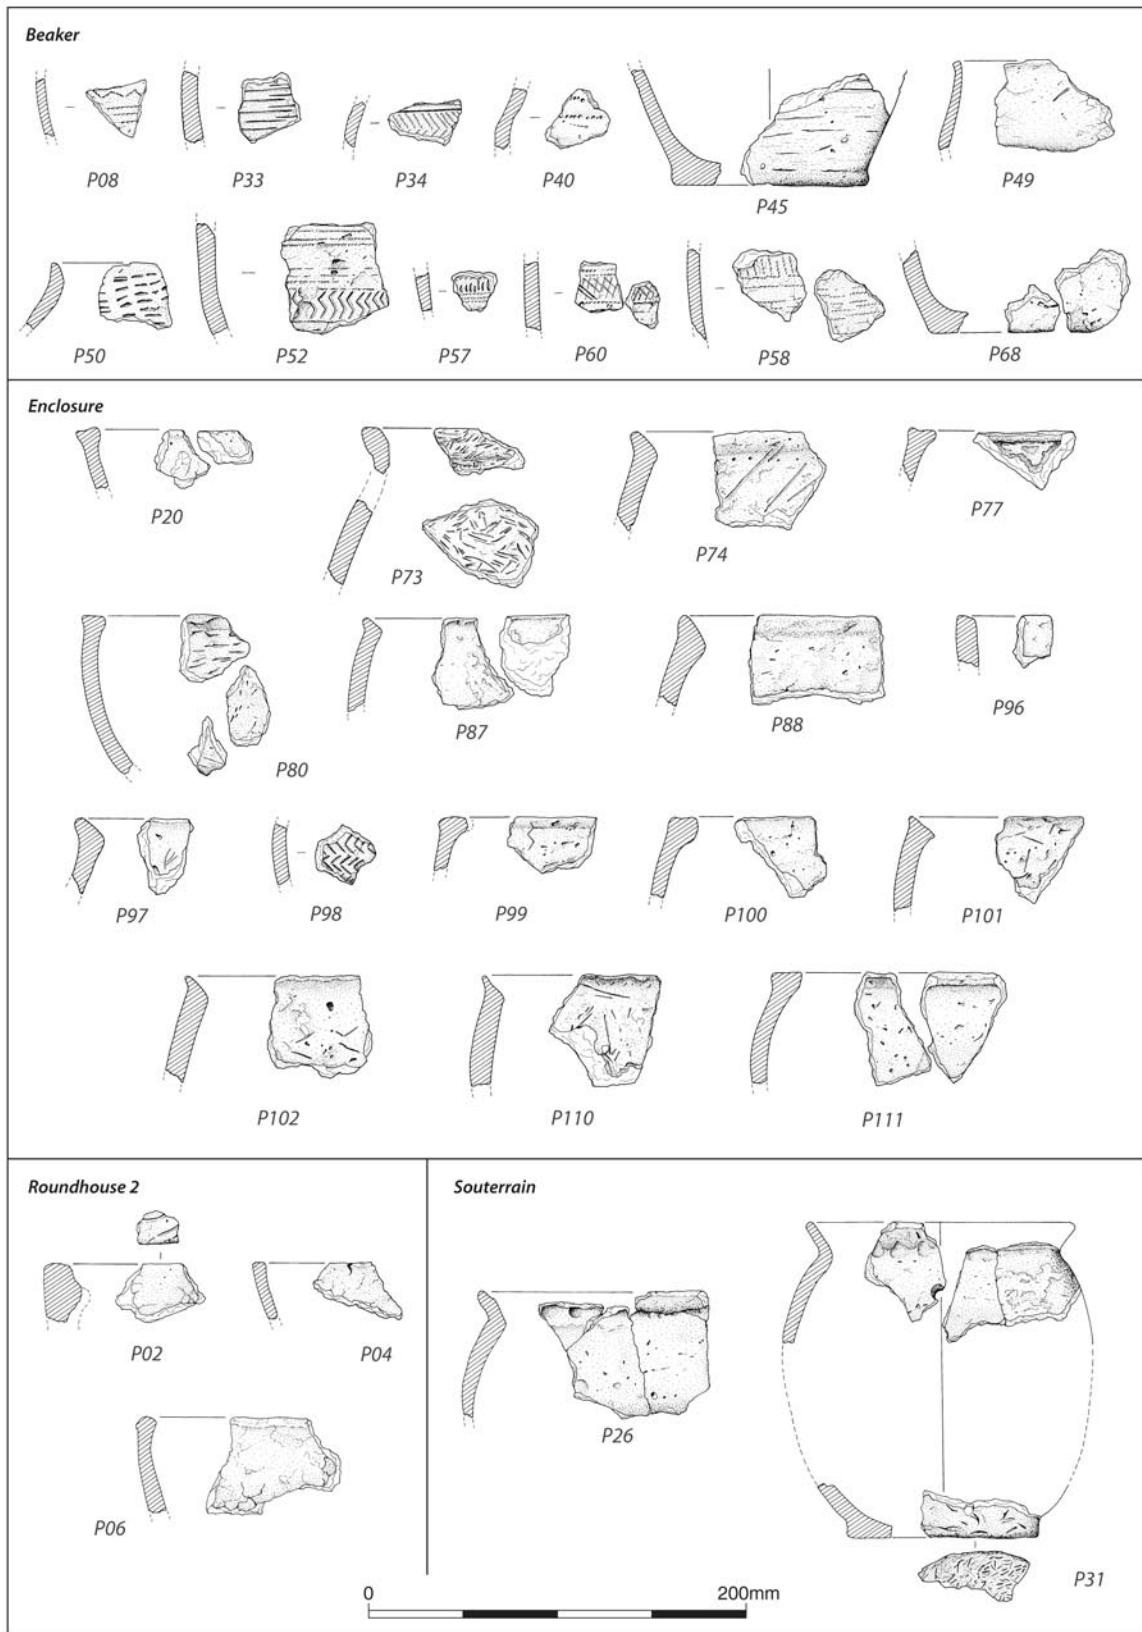 Beaker
P08 P33 P34 P40 P45 P49
P50 P52 P57 P60 P58 P68
Enclosure
P20 P73 P74 P77
P80 P87 P88 P96
P97 P98 P99 P100 P101
P102 P110 P111
Roundhouse 2
P02 P04
P06
Souterrain
P26
P31
0 200mm